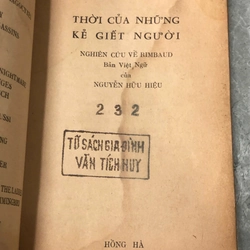 THỜI CỦA NHỮNG
KẺ GIẾT NGƯỜI
NGHIÊN CỨU VỀ RIMBAUD
Bản Việt Ngữ
của
NGUYỄN HỮU HIỆU
232
TỦ SÁCH GIA ĐÌNH
VĂN TÍCH HUY
HỒNG HÀ